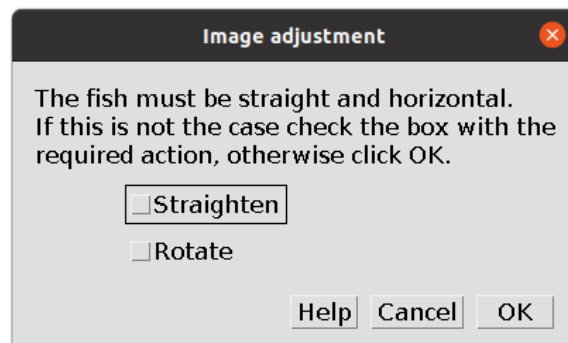 Image adjustment
The fish must be straight and horizontal.
If this is not the case check the box with the
required action, otherwise click OK.
Straighten
Rotate
Help Cancel OK